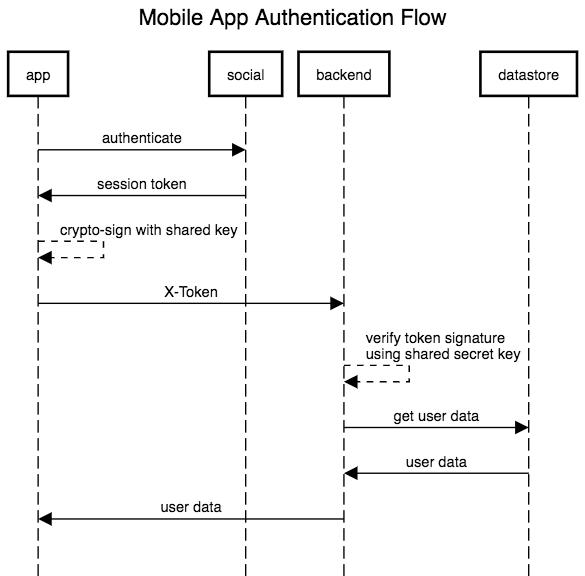 Mobile App Authentication Flow
app
social
backend
datastore
authenticate
session token
crypto-sign with shared key
X-Token
verify token signature
using shared secret key
get user data
user data
user data